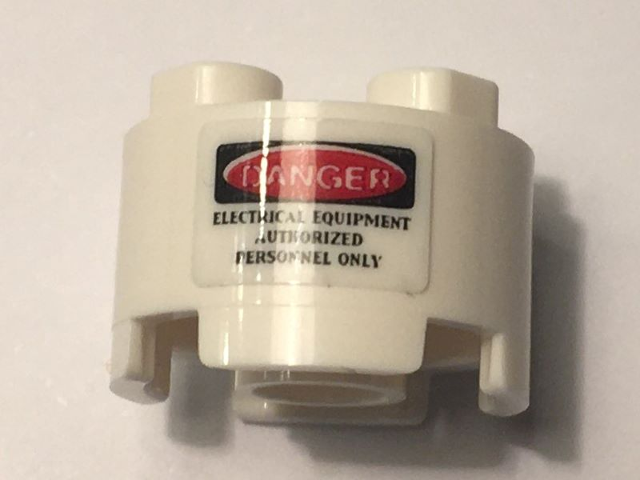 DANGER
ELECTRICAL EQUIPMENT
AUTHORIZED
PERSONNEL ONLY